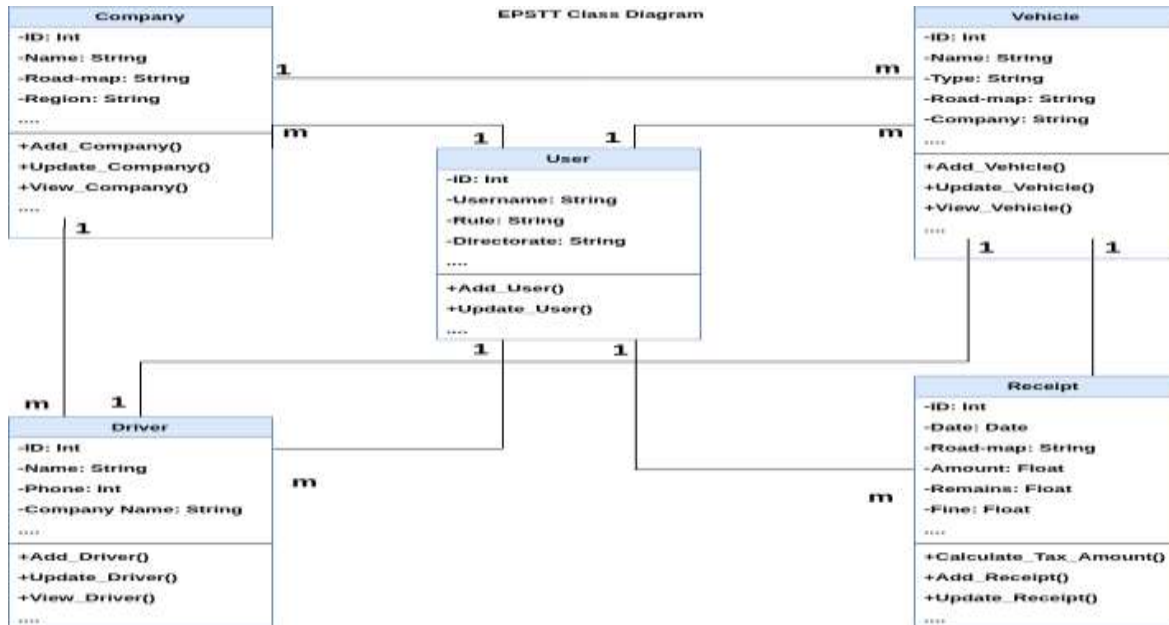 EPSTT Class Diagram
Company
-ID: Int
-Name: String
-Road-map: String
-Region: String
....
+Add_Company()
+Update_Company()
+View_Company()
....
Vehicle
-ID: Int
-Name: String
-Type: String
-Road-map: String
-Company: String
....
+Add_Vehicle()
+Update_Vehicle()
+View_Vehicle()
....
1
m
m
1
1
m
User
-ID: Int
-Username: String
-Rule: String
-Directorate: String
....
+Add_User()
+Update_User()
....
1
1
1
1
1
m
1
m
m
Driver
-ID: Int
-Name: String
-Phone: Int
-Company Name: String
....
+Add_Driver()
+Update_Driver()
+View_Driver()
....
Receipt
-ID: Int
-Date: Date
-Road-map: String
-Amount: Float
-Remains: Float
-Fine: Float
....
+Calculate_Tax_Amount()
+Add_Receipt()
+Update_Receipt()
....